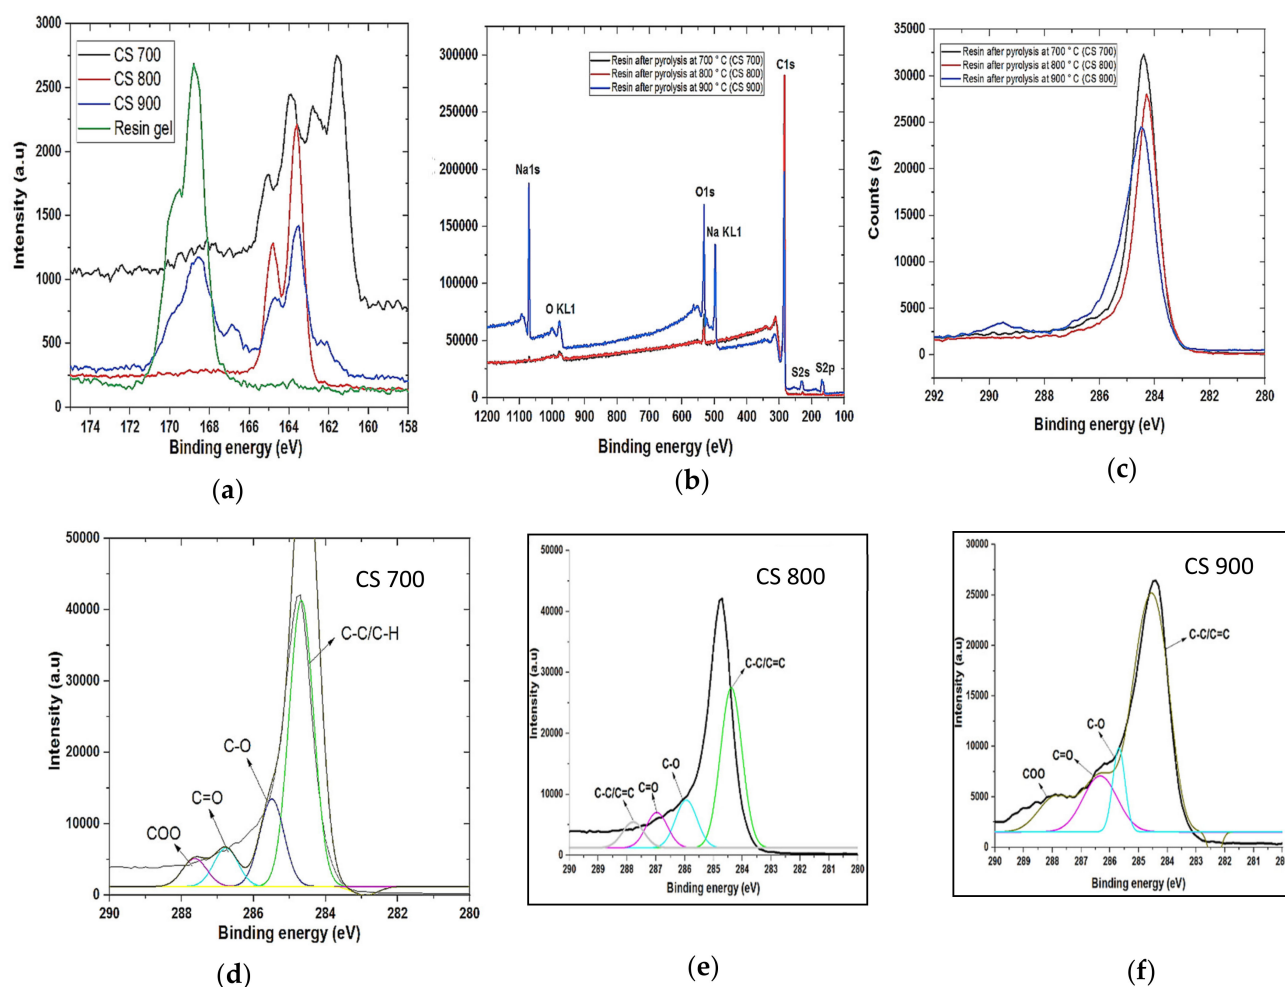 3000
2500
2000
1500
1000
500
0
Intensity (a.u)
CS 700
CS 800
CS 900
Resin gel
174 172 170 168 166 164 162 160 158
Binding energy (eV)
(a)
300000
250000
200000
150000
100000
50000
0
Resin after pyrolysis at 700 ° C (CS 700)
Resin after pyrolysis at 800 ° C (CS 800)
Resin after pyrolysis at 900 ° C (CS 900)
C1s
Na1s
O1s
Na KL1
O KL1
S2s
S2p
1200 1100 1000 900 800 700 600 500 400 300 200 100
Binding energy (eV)
(b)
35000
30000
25000
20000
15000
10000
5000
0
Counts (s)
Resin after pyrolysis at 700 ° C (CS 700)
Resin after pyrolysis at 800 ° C (CS 800)
Resin after pyrolysis at 900 ° C (CS 900)
292 290 288 286 284 282 280
Binding energy (eV)
(c)
50000
40000
30000
20000
10000
0
Intensity (a.u)
CS 700
C-C/C-H
C-O
C=O
COO
290 288 286 284 282 280
Binding energy (eV)
(d)
50000
40000
30000
20000
10000
0
Intensity (a.u)
CS 800
C-C/C=C
C-O
C=O
C-C/C=C
290 289 288 287 286 285 284 283 282 281 280
Binding energy (eV)
(e)
30000
25000
20000
15000
10000
5000
0
Intensity (a.u)
CS 900
C-C/C=C
C-O
C=O
COO
290 289 288 287 286 285 284 283 282 281 280
Binding energy (eV)
(f)